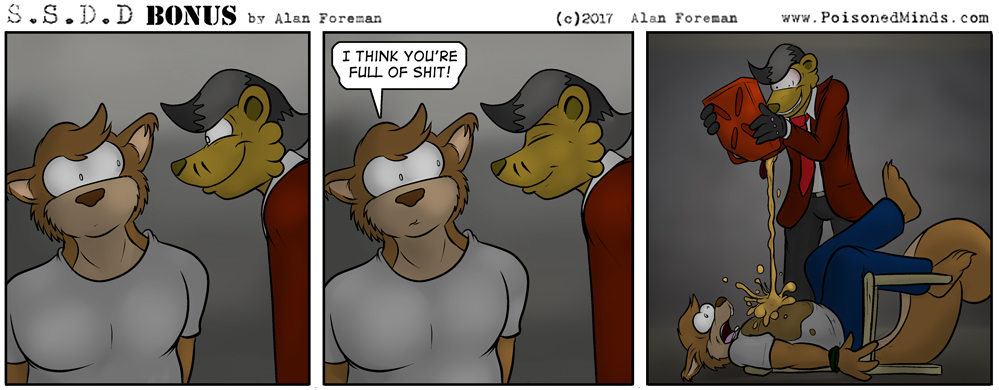 S.S.D.D BONUS by Alan Foreman (c)2017 Alan Foreman www.PoisonedMinds.com
I THINK YOU'RE
FULL OF SHIT!